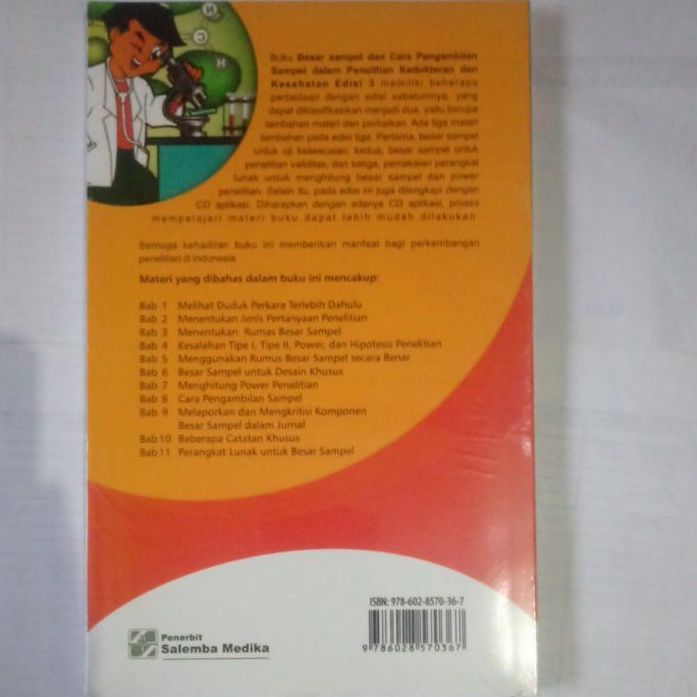 N
C
H
Buku Besar sampel dan Cara Pengambilan
Sampel dalam Penelitian Kedokteran dan
Kesehatan Edisi 3 memiliki beberapa
perbedaan dengan edisi sebelumnya, yang
dapat diklasifikasikan menjadi dua, yaitu berupa
tambahan materi dan perbaikan. Ada tiga materi
tambahan pada edisi tiga. Pertama, besar sampel
untuk uji kesesuaian: kedua, besar sampel untuk
penelitian validitas, dan ketiga, pemakaian perangkat
lunak untuk menghitung besar sampel dan power
penelitian. Selain itu, pada edisi ini juga dilengkapi dengan
CD aplikasi. Diharapkan dengan adanya CD aplikasi, proses
mempelajari materi buku dapat lebih mudah dilakukan.
Semoga kehadiran buku ini memberikan manfaat bagi perkembangan
penelitian di Indonesia
Materi yang dibahas dalam buku ini mencakup:
Bab 1 Melihat Duduk Perkara Terlebih Dahulu
Bab 2 Menentukan Jenis Pertanyaan Penelitian
Bab 3 Menentukan Rumas Besar Sampel
Bab 4 Kesalahan Tipe I, Tipe II, Power, dan Hipotesis Penelitian
Bab 5 Menggunakan Rumus Besar Sampel secara Benar
Bab 6 Besar Sampel untuk Desain Khusus
Bab 7 Menghitung Power Penelitian
Bab 8 Cara Pengambilan Sampel
Bab 9 Melaporkan dan Mengkritisi Komponen
Besar Sampel dalam Jurnal
Bab 10 Beberapa Catatan Khusus
Bab 11 Perangkat Lunak untuk Besar Sampel
ISBN: 978-602-8570-36-7
9 786028 570367
Penerbit
Salemba Medika